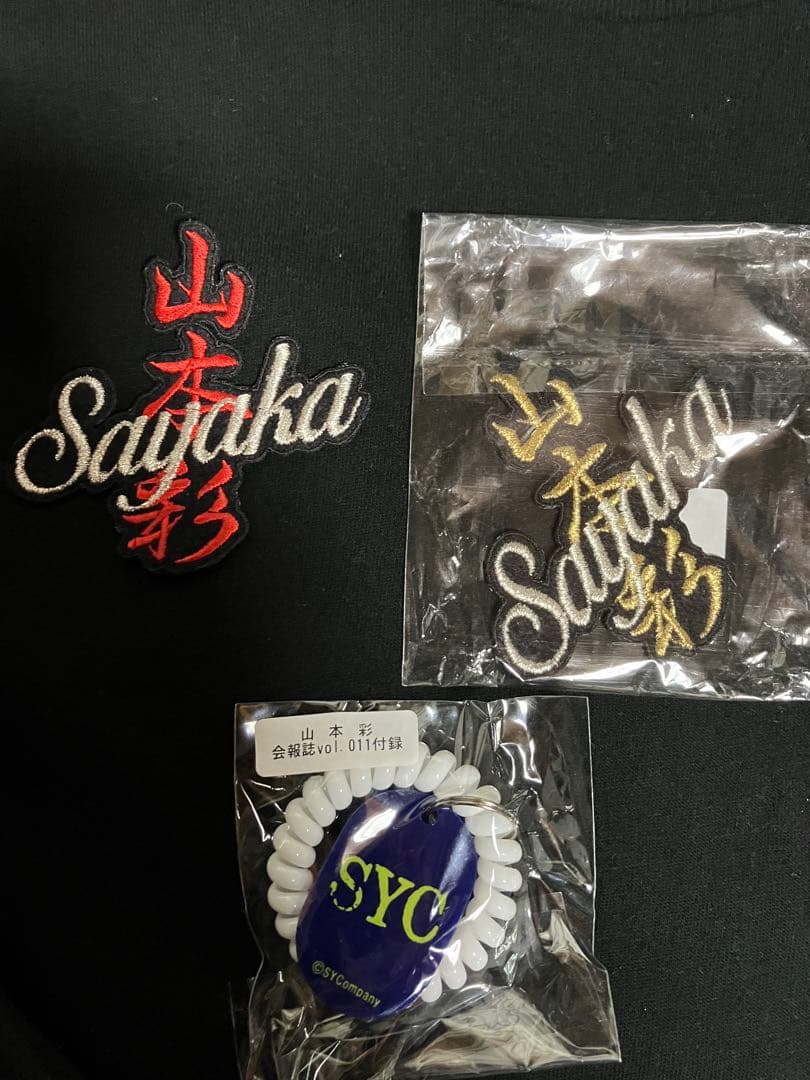 山本彩
Sayaka
山本彩
Sayaka
山 本 彩
会報誌vol.011付録
SYC
©SYCompany